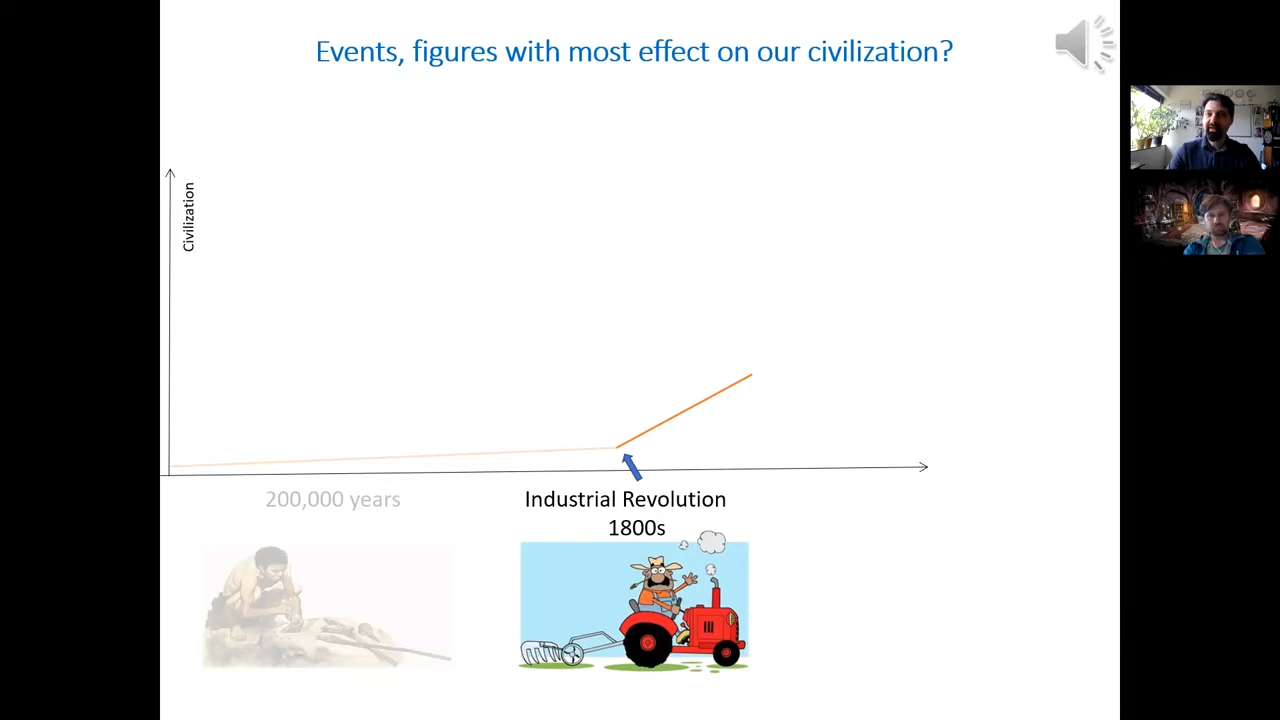 Events, figures with most effect on our civilization?
Civilization
200,000 years
Industrial Revolution
1800s